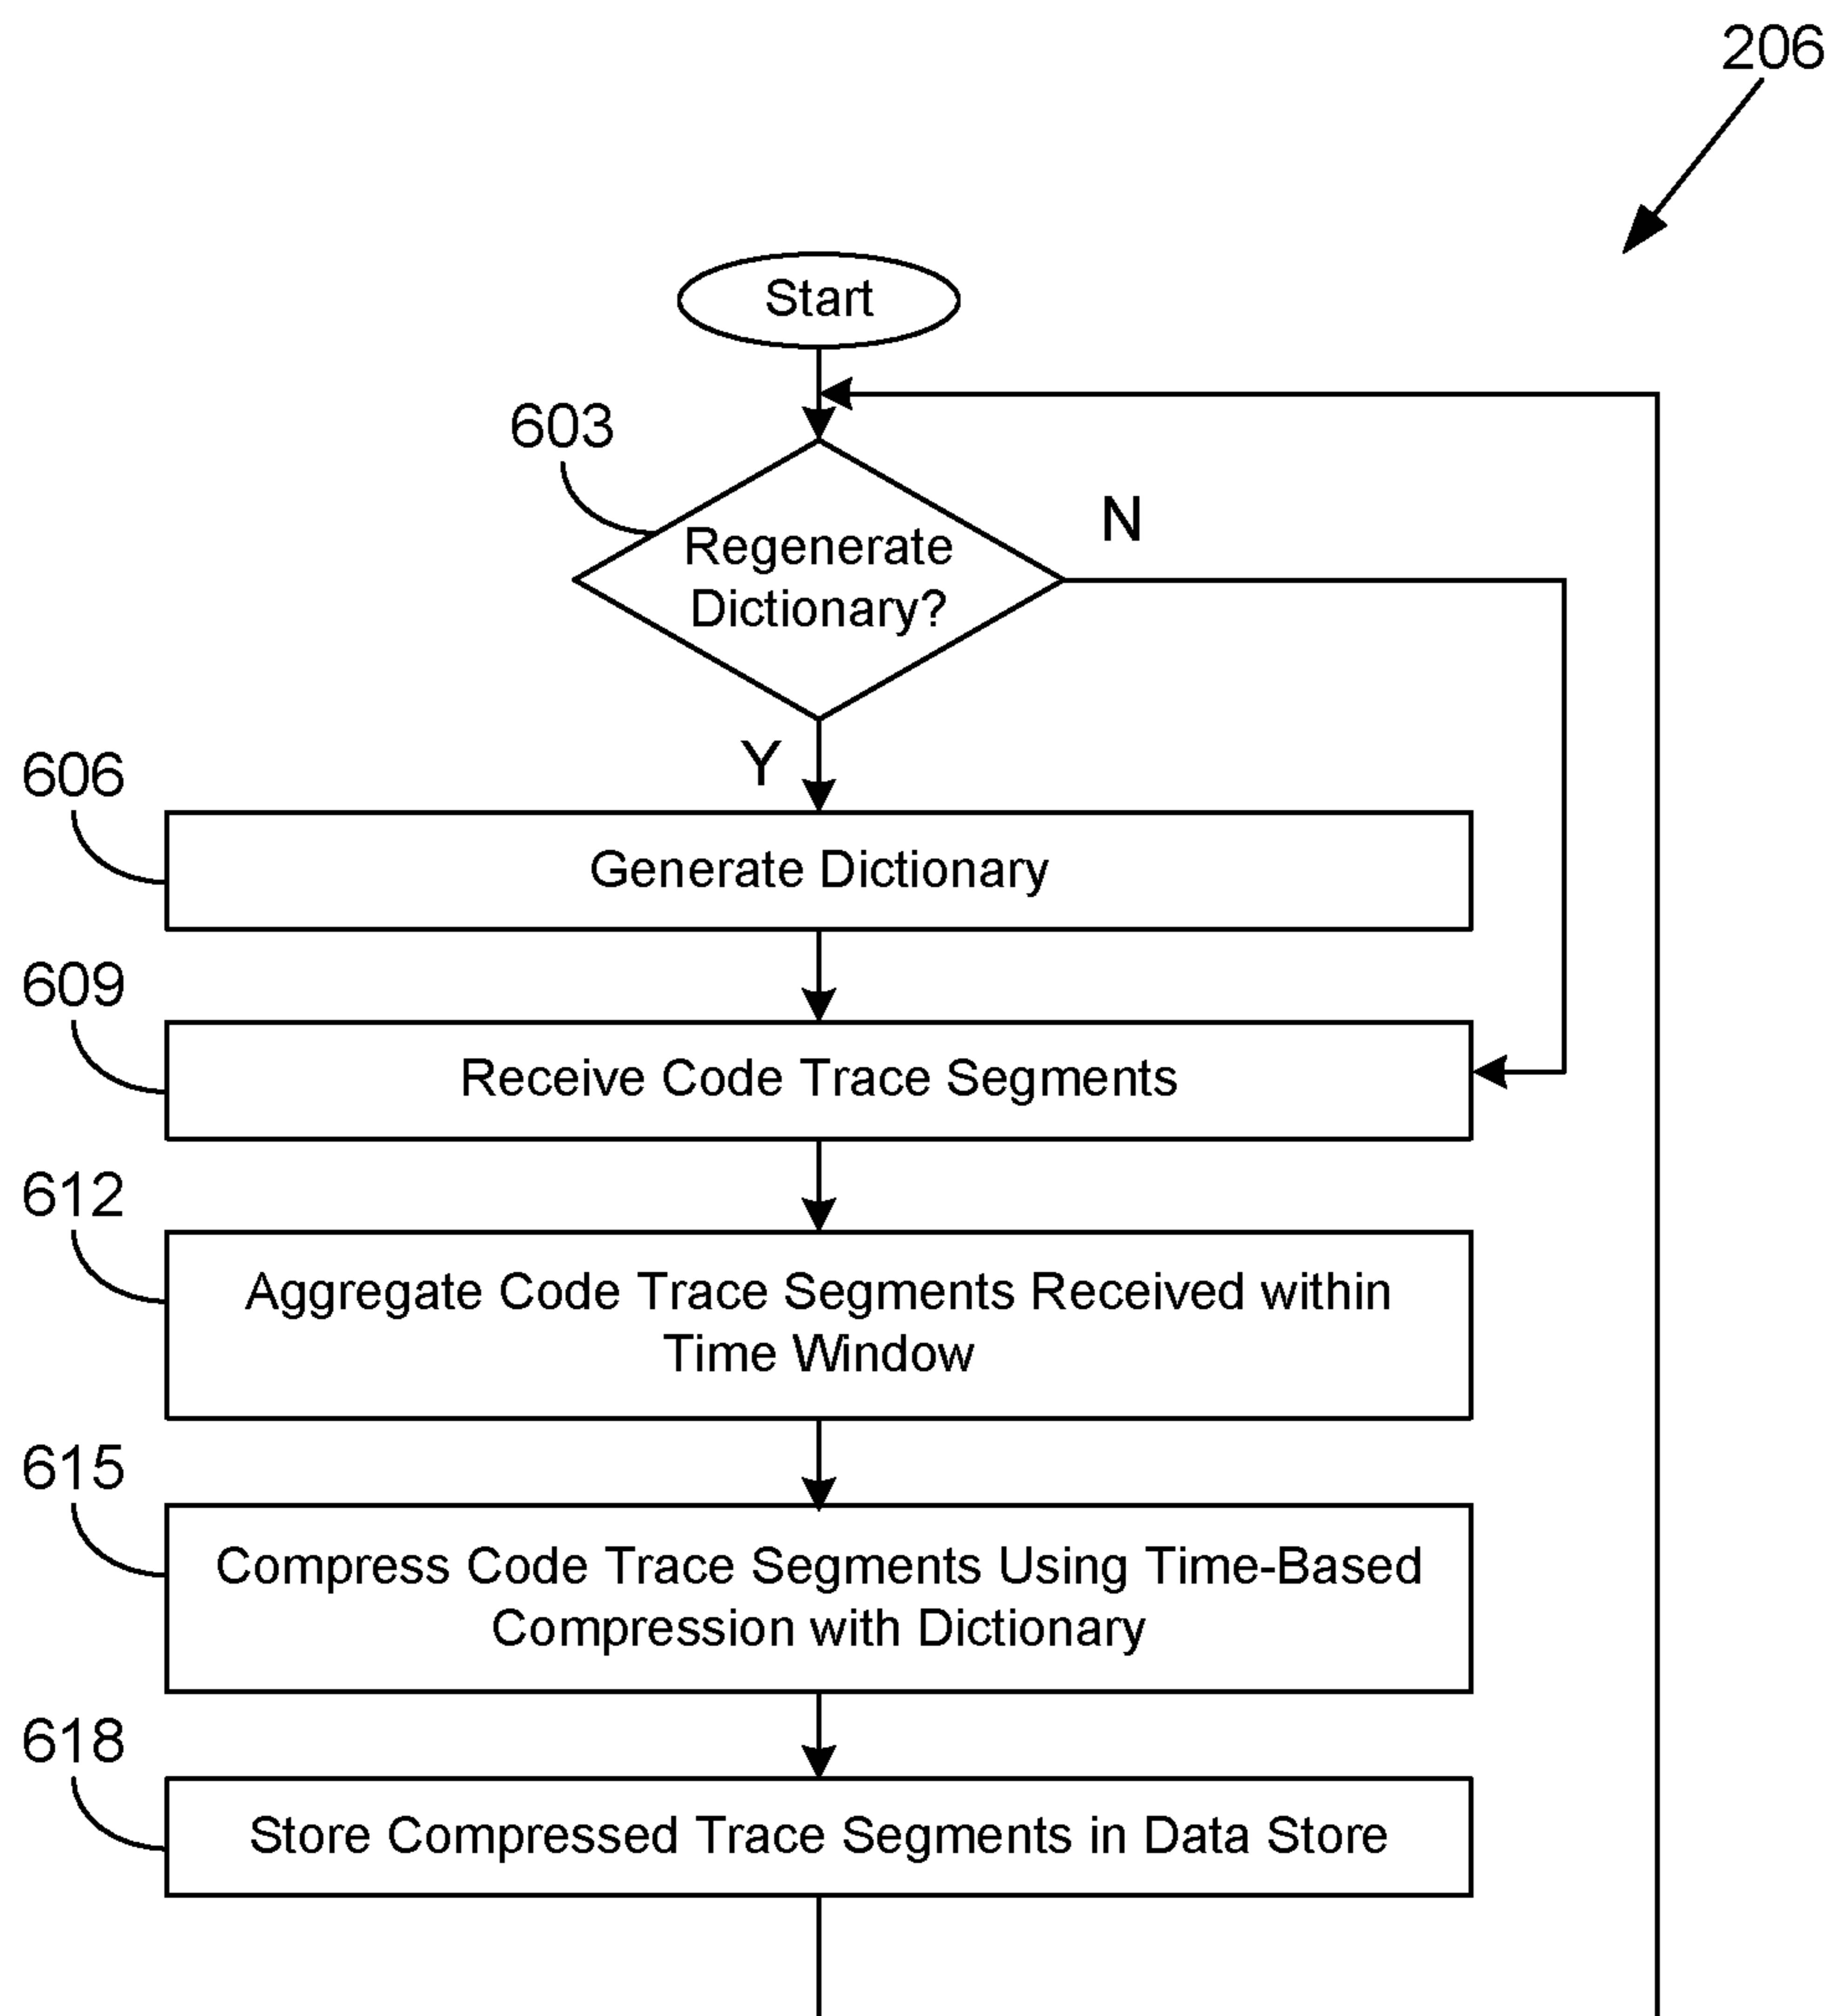 206
Start
603
Regenerate
Dictionary?
N
Y
606
Generate Dictionary
609
Receive Code Trace Segments
612
Aggregate Code Trace Segments Received within
Time Window
615
Compress Code Trace Segments Using Time-Based
Compression with Dictionary
618
Store Compressed Trace Segments in Data Store